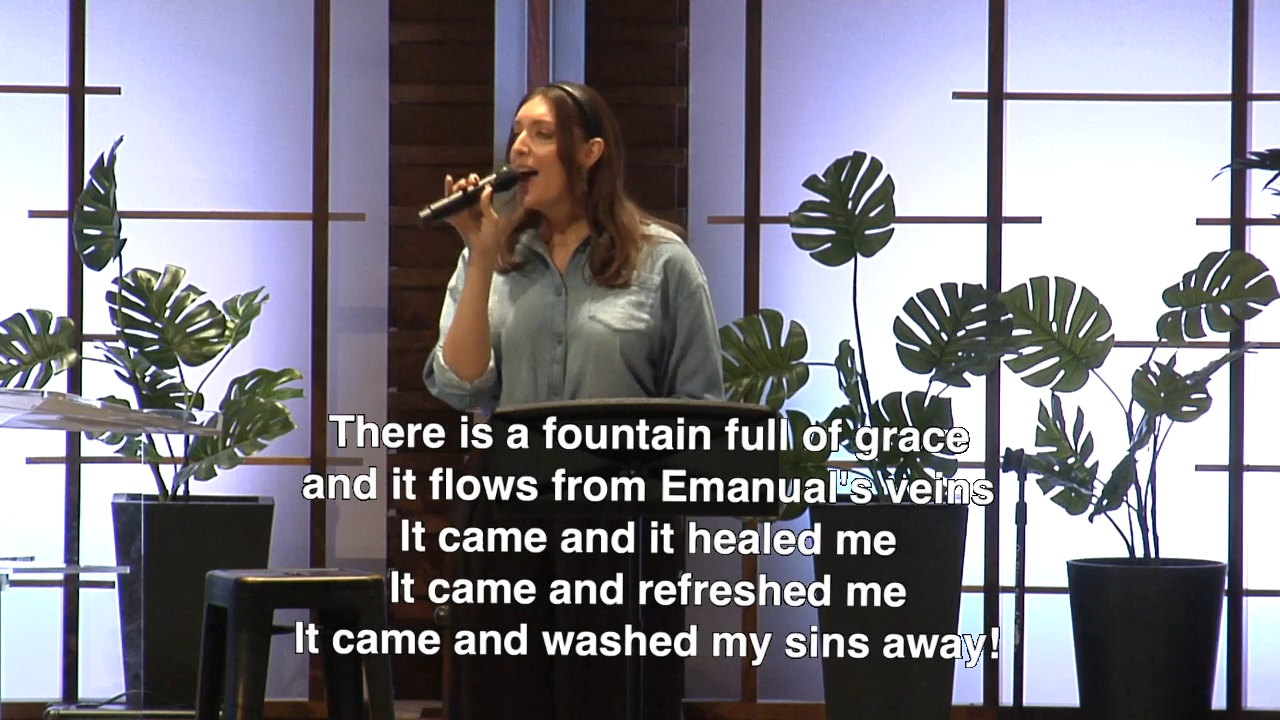 There is a fountain full of grace
and it flows from Emanual's veins
It came and it healed me
It came and refreshed me
It came and washed my sins away!